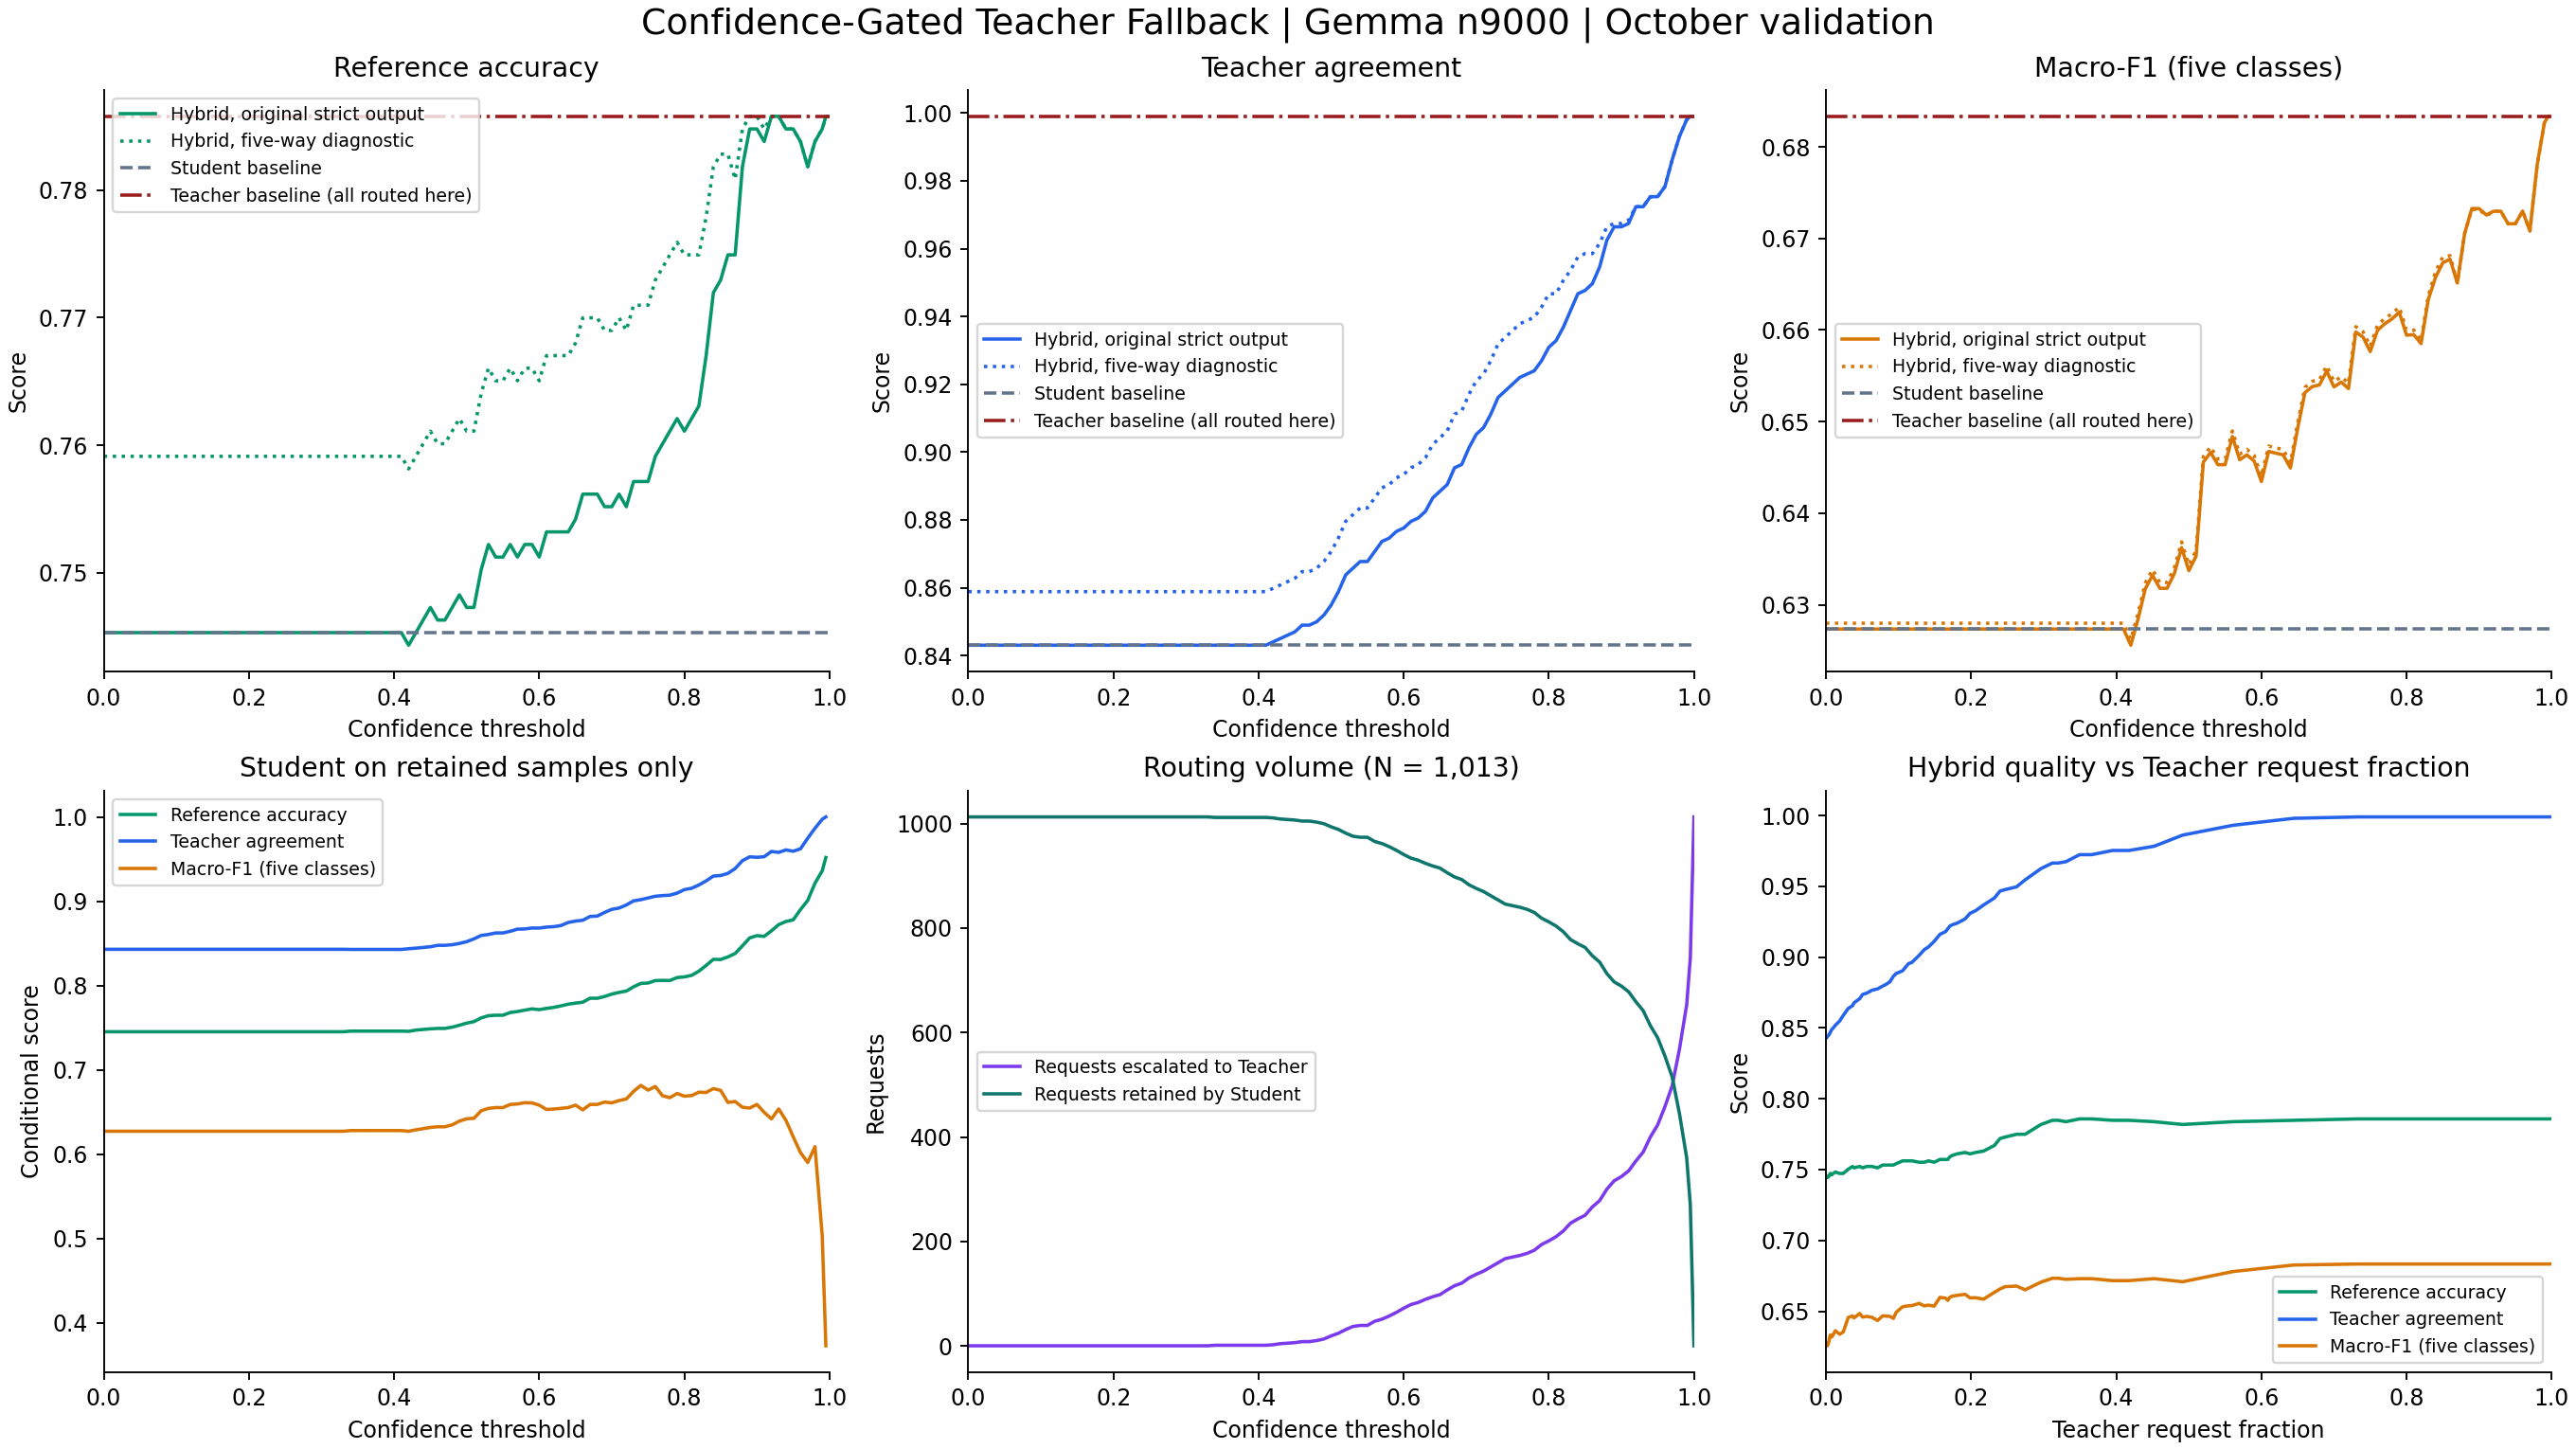 Confidence-Gated Teacher Fallback | Gemma n9000 | October validation
Reference accuracy
Hybrid, original strict output
Hybrid, five-way diagnostic
Student baseline
Teacher baseline (all routed here)
Score
0.78
0.77
0.76
0.75
0.0 0.2 0.4 0.6 0.8 1.0
Confidence threshold
Teacher agreement
1.00
0.98
0.96
0.94
0.92
0.90
0.88
0.86
0.84
Score
Hybrid, original strict output
Hybrid, five-way diagnostic
Student baseline
Teacher baseline (all routed here)
0.0 0.2 0.4 0.6 0.8 1.0
Confidence threshold
Macro-F1 (five classes)
0.68
0.67
0.66
0.65
0.64
0.63
Score
Hybrid, original strict output
Hybrid, five-way diagnostic
Student baseline
Teacher baseline (all routed here)
0.0 0.2 0.4 0.6 0.8 1.0
Confidence threshold
Student on retained samples only
Reference accuracy
Teacher agreement
Macro-F1 (five classes)
Conditional score
1.0
0.9
0.8
0.7
0.6
0.5
0.4
0.0 0.2 0.4 0.6 0.8 1.0
Confidence threshold
Routing volume (N = 1,013)
1000
800
600
400
200
0
Requests
Requests escalated to Teacher
Requests retained by Student
0.0 0.2 0.4 0.6 0.8 1.0
Confidence threshold
Hybrid quality vs Teacher request fraction
1.00
0.95
0.90
0.85
0.80
0.75
0.70
0.65
Score
Reference accuracy
Teacher agreement
Macro-F1 (five classes)
0.0 0.2 0.4 0.6 0.8 1.0
Teacher request fraction